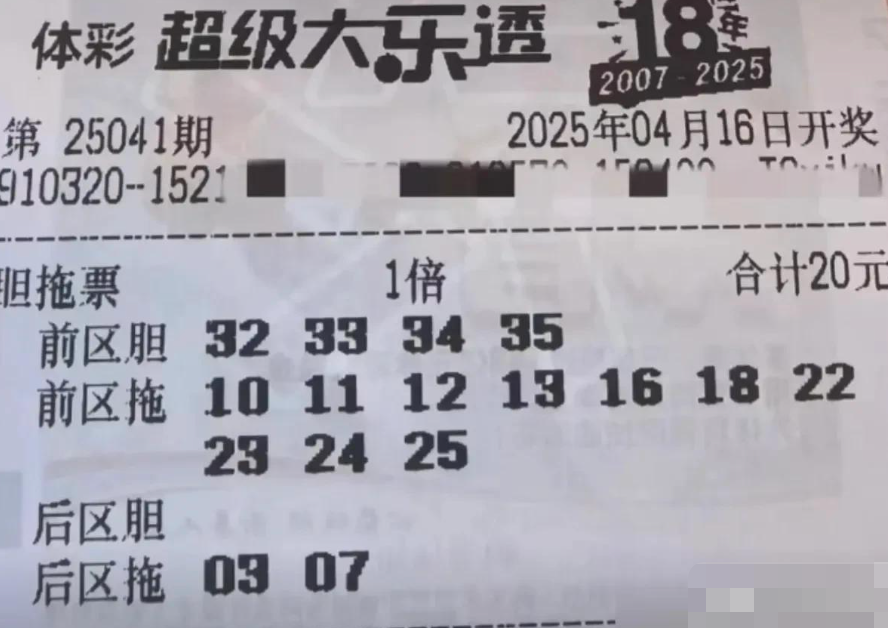 体彩 超级大乐透 18年
2007-2025
第 25041期 2025年04月16日开奖
910320--1521
胆拖票 1倍 合计20元
前区胆 32 33 34 35
前区拖 10 11 12 13 16 18 22
23 24 25
后区胆
后区拖 03 07